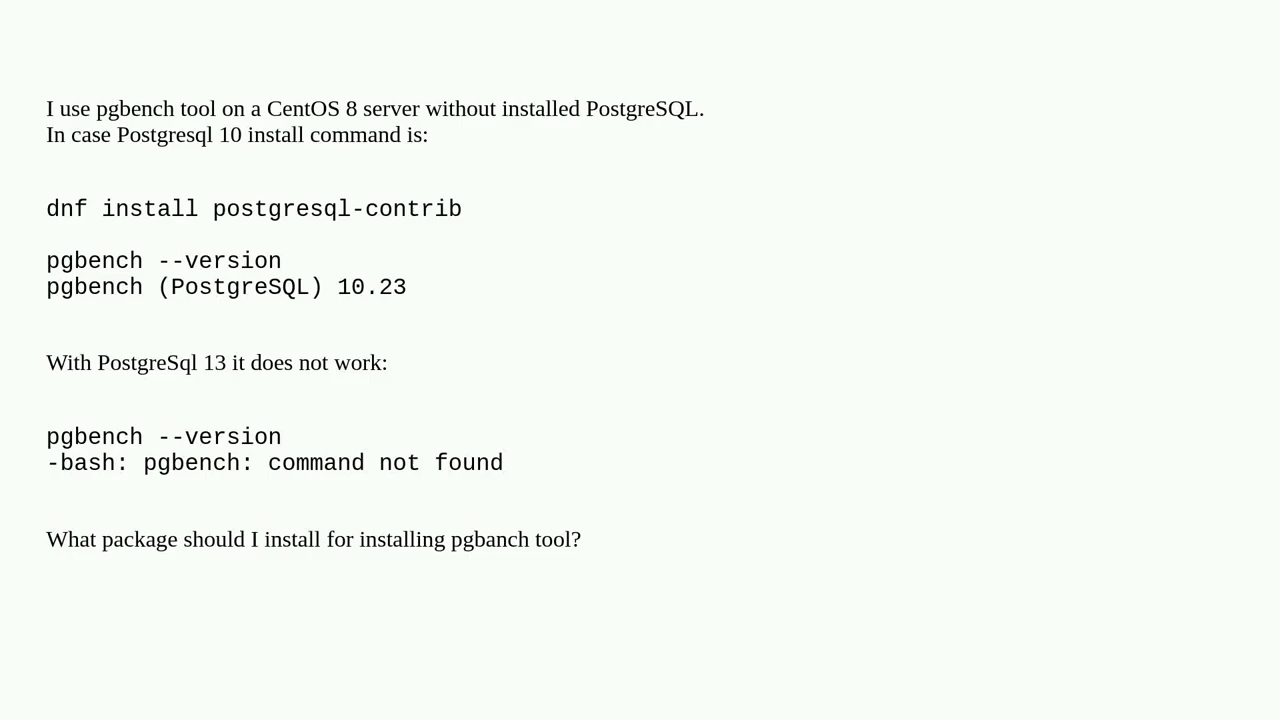 I use pgbench tool on a CentOS 8 server without installed PostgreSQL.
In case Postgresql 10 install command is:
dnf install postgresql-contrib
pgbench --version
pgbench (PostgreSQL) 10.23
With PostgreSql 13 it does not work:
pgbench --version
-bash: pgbench: command not found
What package should I install for installing pgbanch tool?